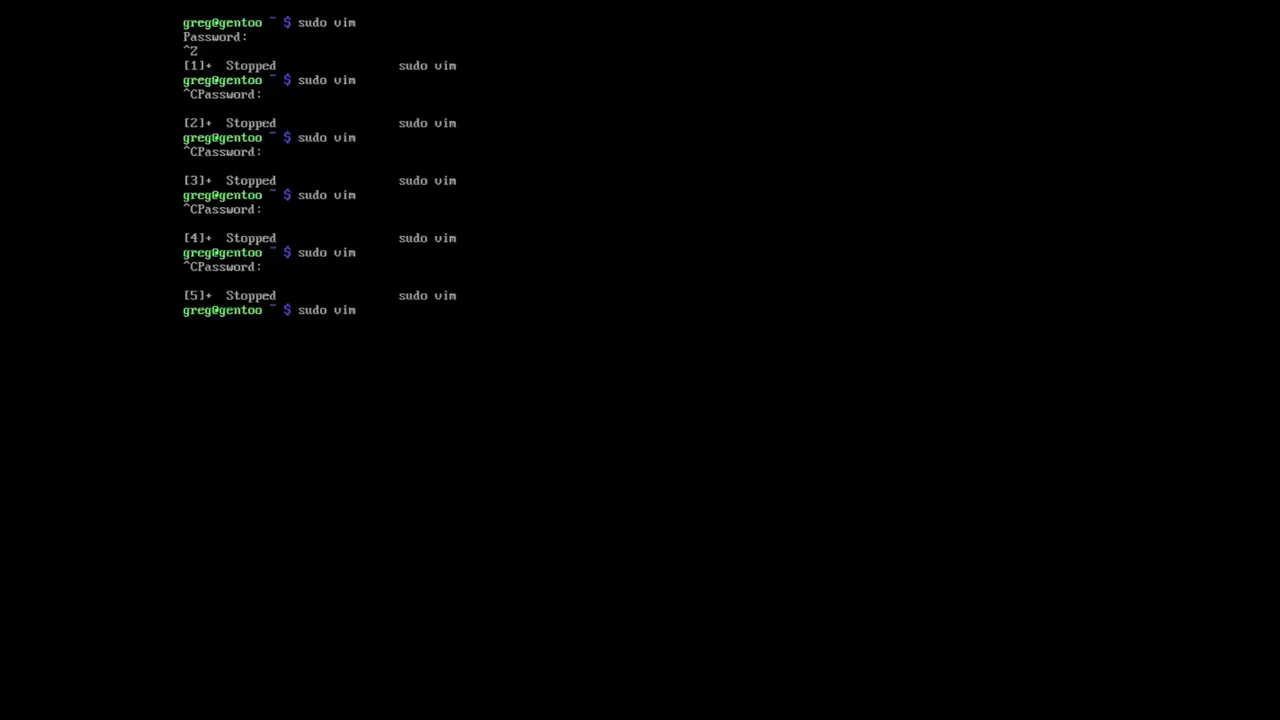 greg@gentoo ~ $ sudo vim
Password:
^Z
[1]+  Stopped                 sudo vim
greg@gentoo ~ $ sudo vim
^CPassword:
[2]+  Stopped                 sudo vim
greg@gentoo ~ $ sudo vim
^CPassword:
[3]+  Stopped                 sudo vim
greg@gentoo ~ $ sudo vim
^CPassword:
[4]+  Stopped                 sudo vim
greg@gentoo ~ $ sudo vim
^CPassword:
[5]+  Stopped                 sudo vim
greg@gentoo ~ $ sudo vim